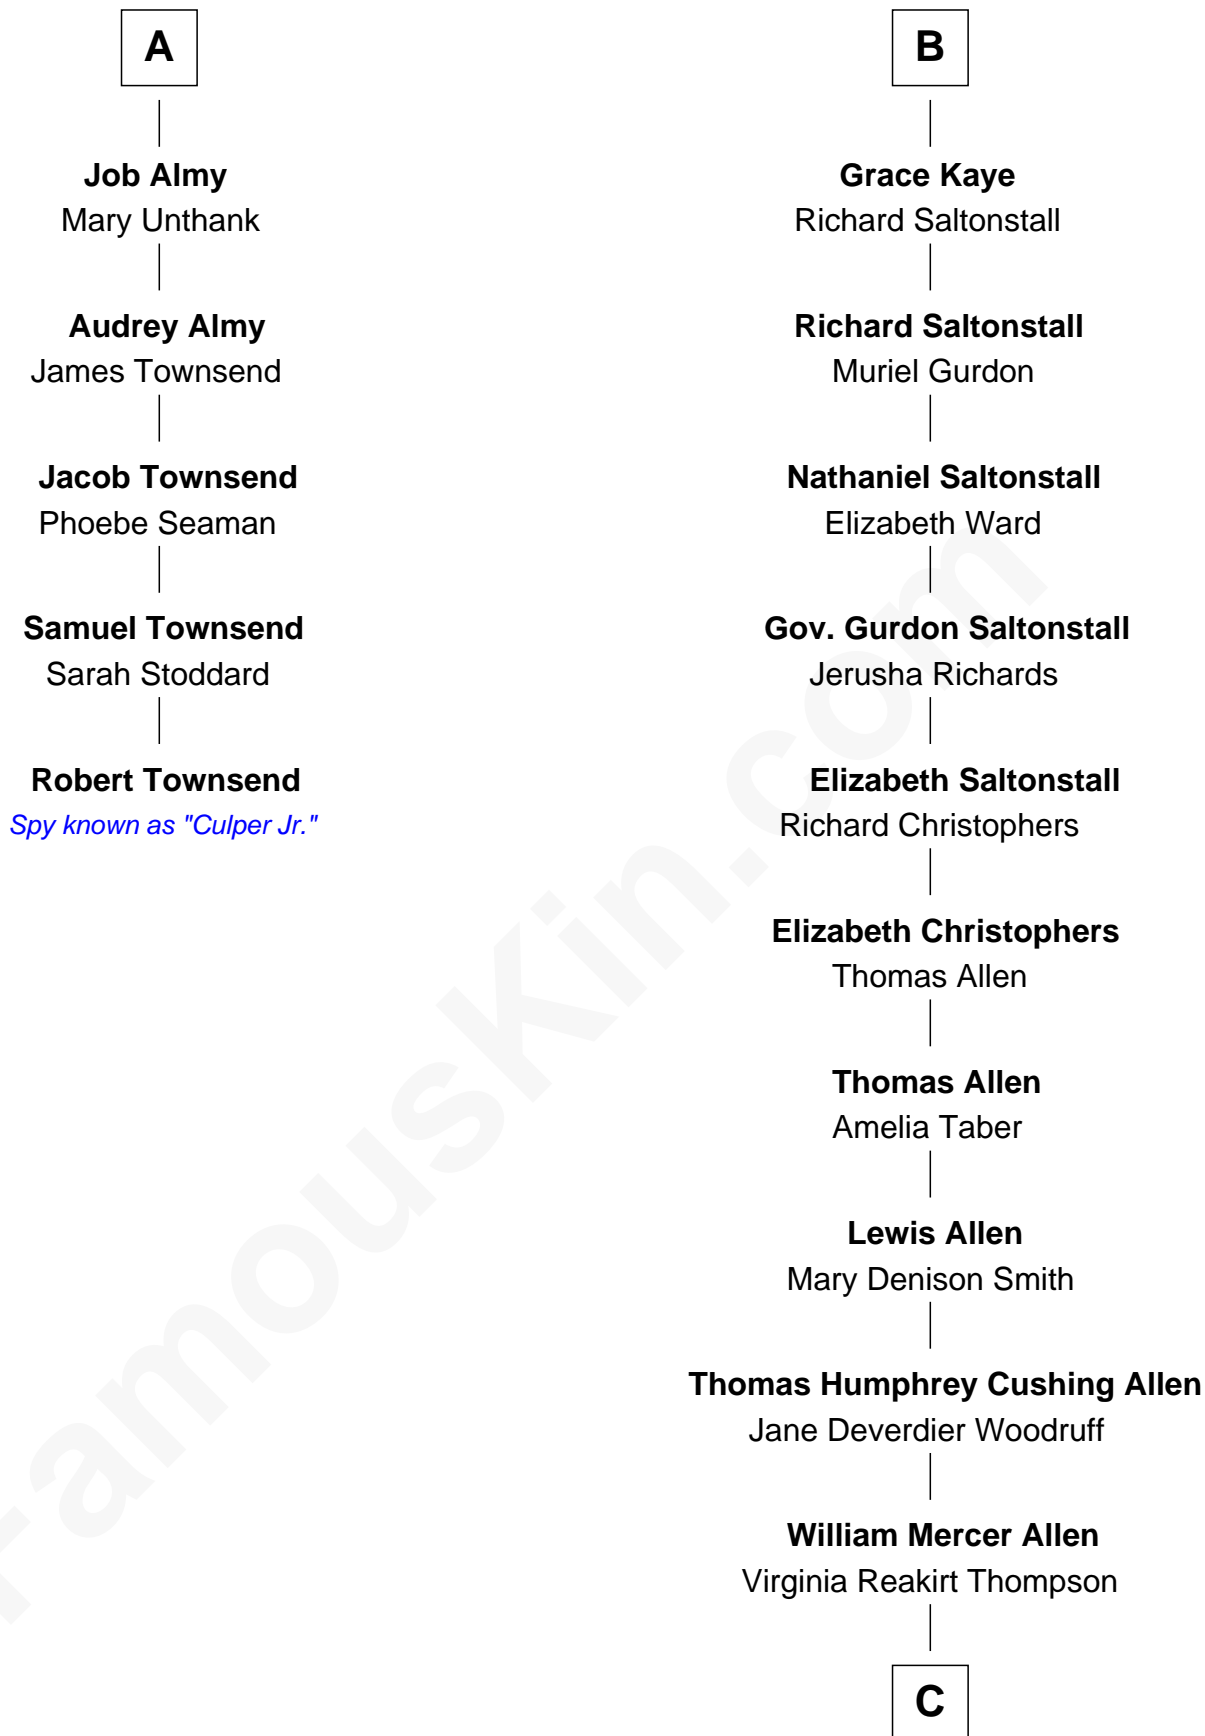 A
Job Almy
Mary Unthank
Audrey Almy
James Townsend
Jacob Townsend
Phoebe Seaman
Samuel Townsend
Sarah Stoddard
Robert Townsend
Spy known as "Culper Jr."
B
Grace Kaye
Richard Saltonstall
Richard Saltonstall
Muriel Gurdon
Nathaniel Saltonstall
Elizabeth Ward
Gov. Gurdon Saltonstall
Jerusha Richards
Elizabeth Saltonstall
Richard Christophers
Elizabeth Christophers
Thomas Allen
Thomas Allen
Amelia Taber
Lewis Allen
Mary Denison Smith
Thomas Humphrey Cushing Allen
Jane Deverdier Woodruff
William Mercer Allen
Virginia Reakirt Thompson
C
FamousKin.com